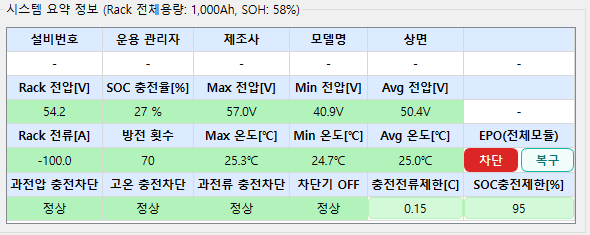 시스템 요약 정보 (Rack 전체용량: 1,000Ah, SOH: 58%)
설비번호 운용 관리자 제조사 모델명 상면
- - - - - -
Rack 전압[V] SOC 충전율[%] Max 전압[V] Min 전압[V] Avg 전압[V]
54.2 27 % 57.0V 40.9V 50.4V -
Rack 전류[A] 방전 횟수 Max 온도[℃] Min 온도[℃] Avg 온도[℃] EPO(전체모듈)
-100.0 70 25.3℃ 24.7℃ 25.0℃ 차단 복구
과전압 충전차단 고온 충전차단 과전류 충전차단 차단기 OFF 충전전류제한[C] SOC충전제한[%]
정상 정상 정상 정상 0.15 95